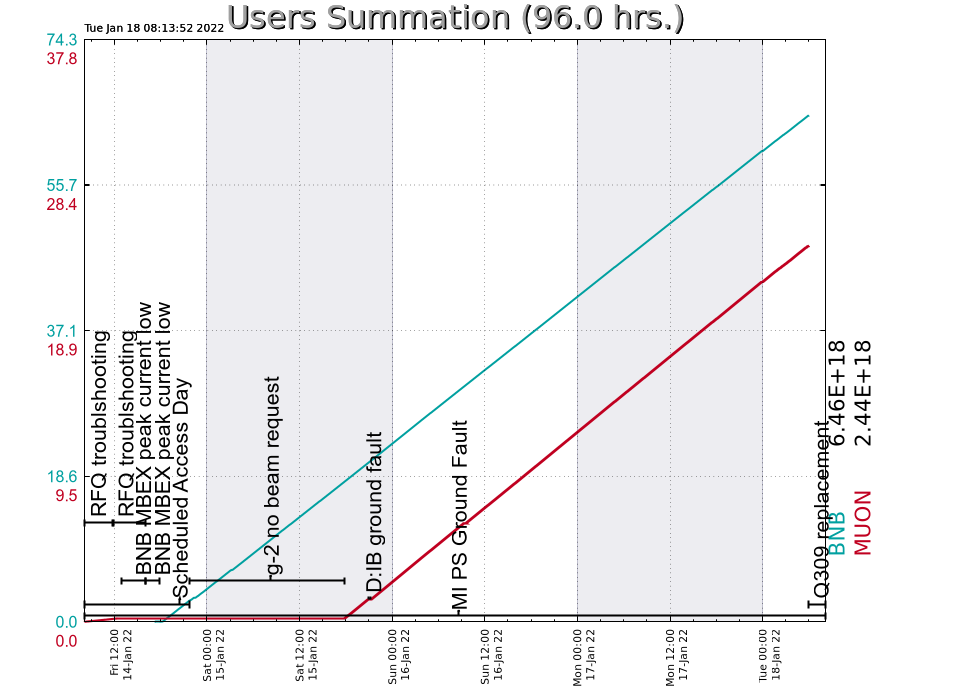 Users Summation (96.0 hrs.)
Tue Jan 18 08:13:52 2022
74.3
37.8
55.7
28.4
37.1
18.9
18.6
9.5
0.0
0.0
RFQ troublshooting
RFQ troublshooting
BNB MBEX peak current low
BNB MBEX peak current low
Scheduled Access Day
g-2 no beam request
D:IB ground fault
MI PS Ground Fault
Q309 replacement
BNB 6.46E+18
MUON 2.44E+18
Fri 12:00
14-Jan 22
Sat 00:00
15-Jan 22
Sat 12:00
15-Jan 22
Sun 00:00
16-Jan 22
Sun 12:00
16-Jan 22
Mon 00:00
17-Jan 22
Mon 12:00
17-Jan 22
Tue 00:00
18-Jan 22